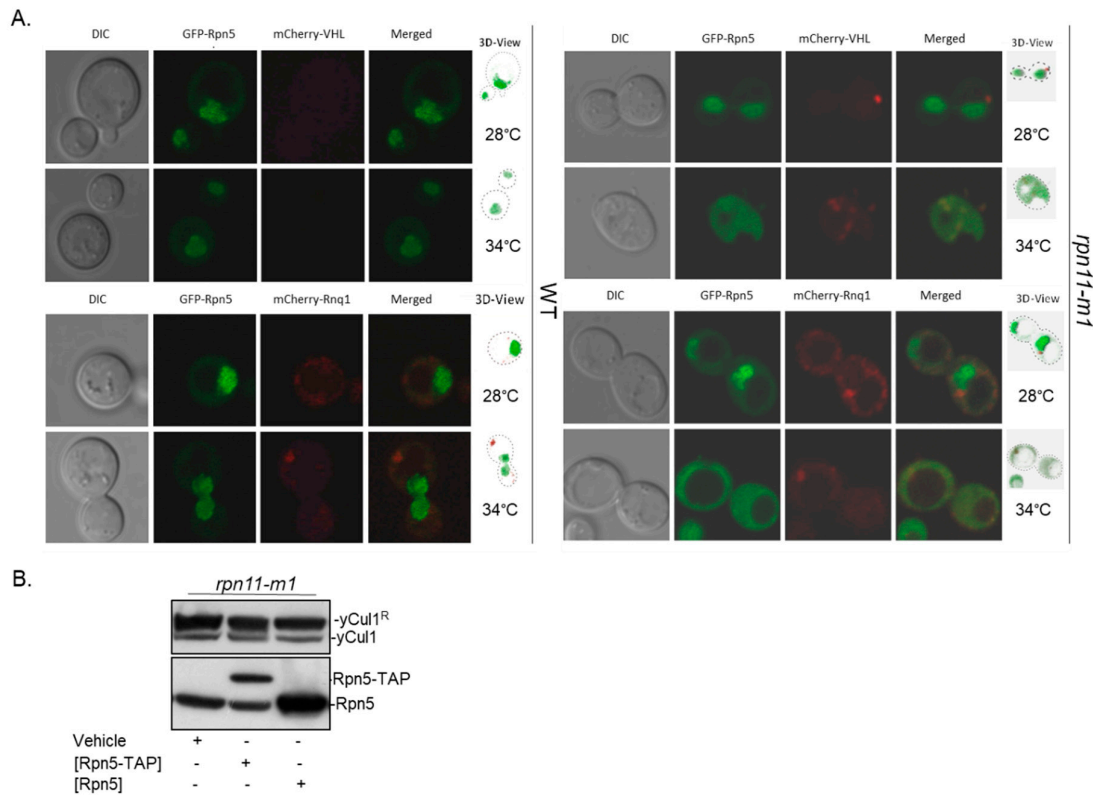 A.
DIC GFP-Rpn5 mCherry-VHL Merged 3D-View
28°C
34°C
DIC GFP-Rpn5 mCherry-Rnq1 Merged 3D-View
28°C
34°C
WT
DIC GFP-Rpn5 mCherry-VHL Merged 3D-View
28°C
34°C
DIC GFP-Rpn5 mCherry-Rnq1 Merged 3D-View
28°C
34°C
rpn11-m1
B.
rpn11-m1
-yCul1ᴿ
-yCul1
-Rpn5-TAP
-Rpn5
Vehicle + - -
[Rpn5-TAP] - + -
[Rpn5] - - +